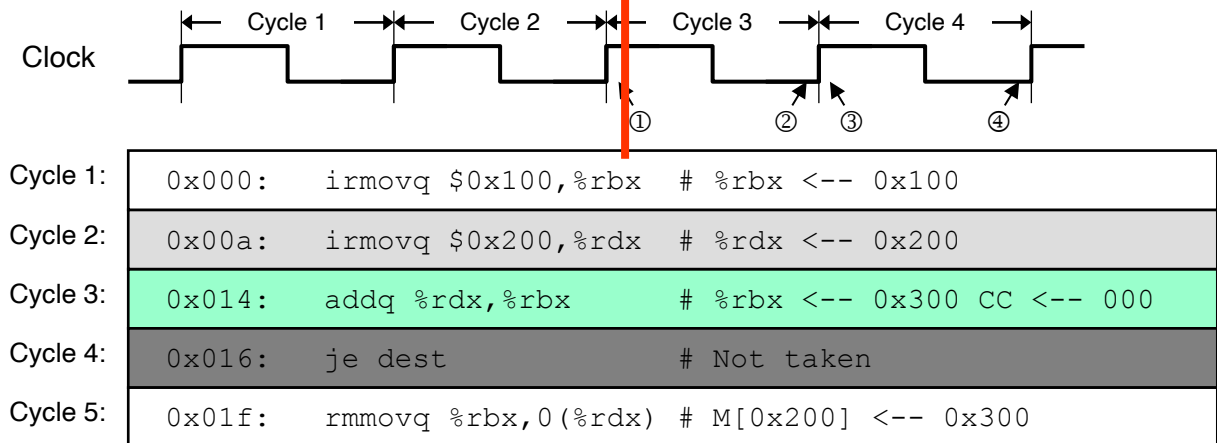 Cycle 1 Cycle 2 Cycle 3 Cycle 4
Clock
① ② ③ ④
Cycle 1: 0x000: irmovq $0x100,%rbx # %rbx <-- 0x100
Cycle 2: 0x00a: irmovq $0x200,%rdx # %rdx <-- 0x200
Cycle 3: 0x014: addq %rdx,%rbx # %rbx <-- 0x300 CC <-- 000
Cycle 4: 0x016: je dest # Not taken
Cycle 5: 0x01f: rmmovq %rbx,0(%rdx) # M[0x200] <-- 0x300